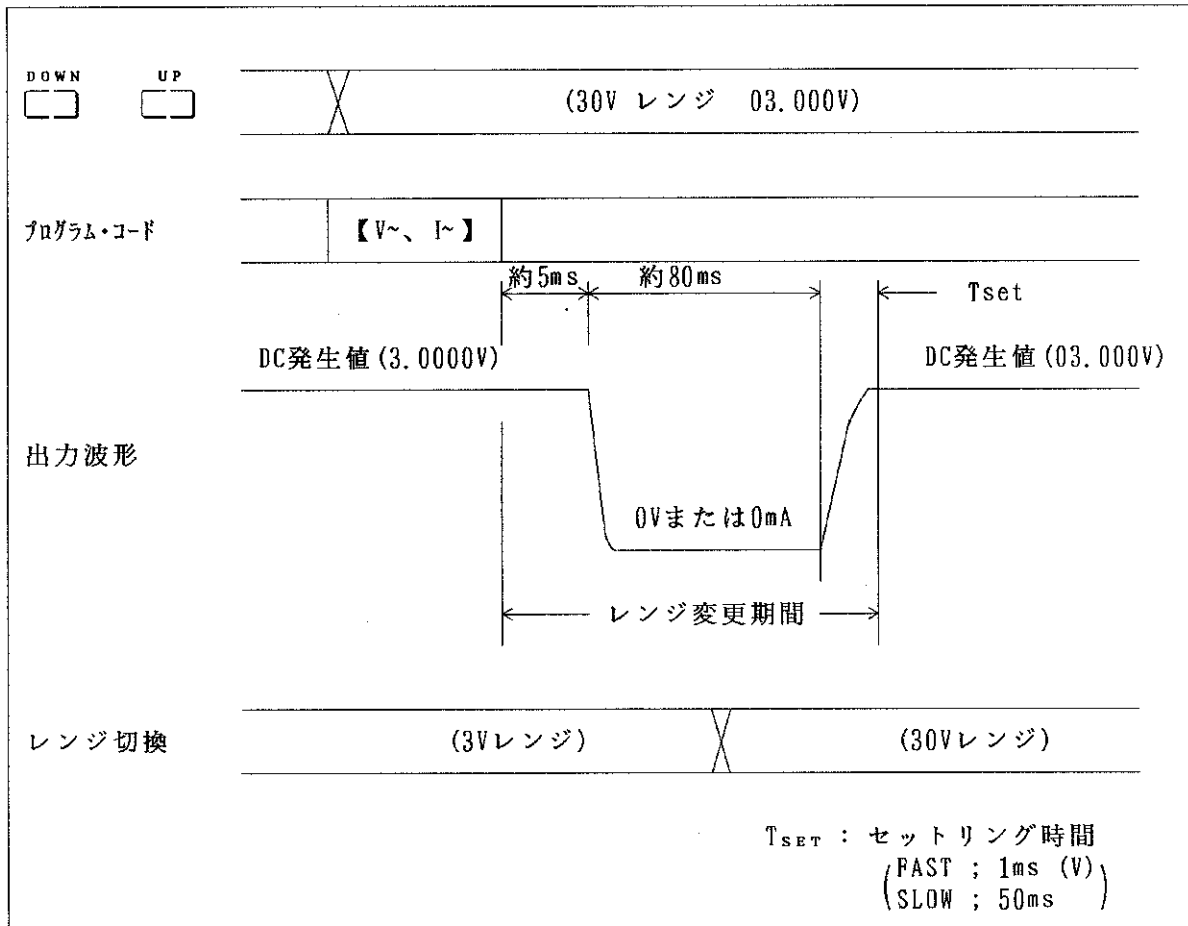 DOWN UP
(30V レンジ 03.000V)
プログラム・コード
【V~、I~】
約5ms
約80ms
Tset
DC発生値(3.0000V)
DC発生値(03.000V)
出力波形
0Vまたは0mA
レンジ変更期間
レンジ切換
(3Vレンジ)
(30Vレンジ)
TSET : セットリング時間
(FAST ; 1ms (V)
SLOW ; 50ms)